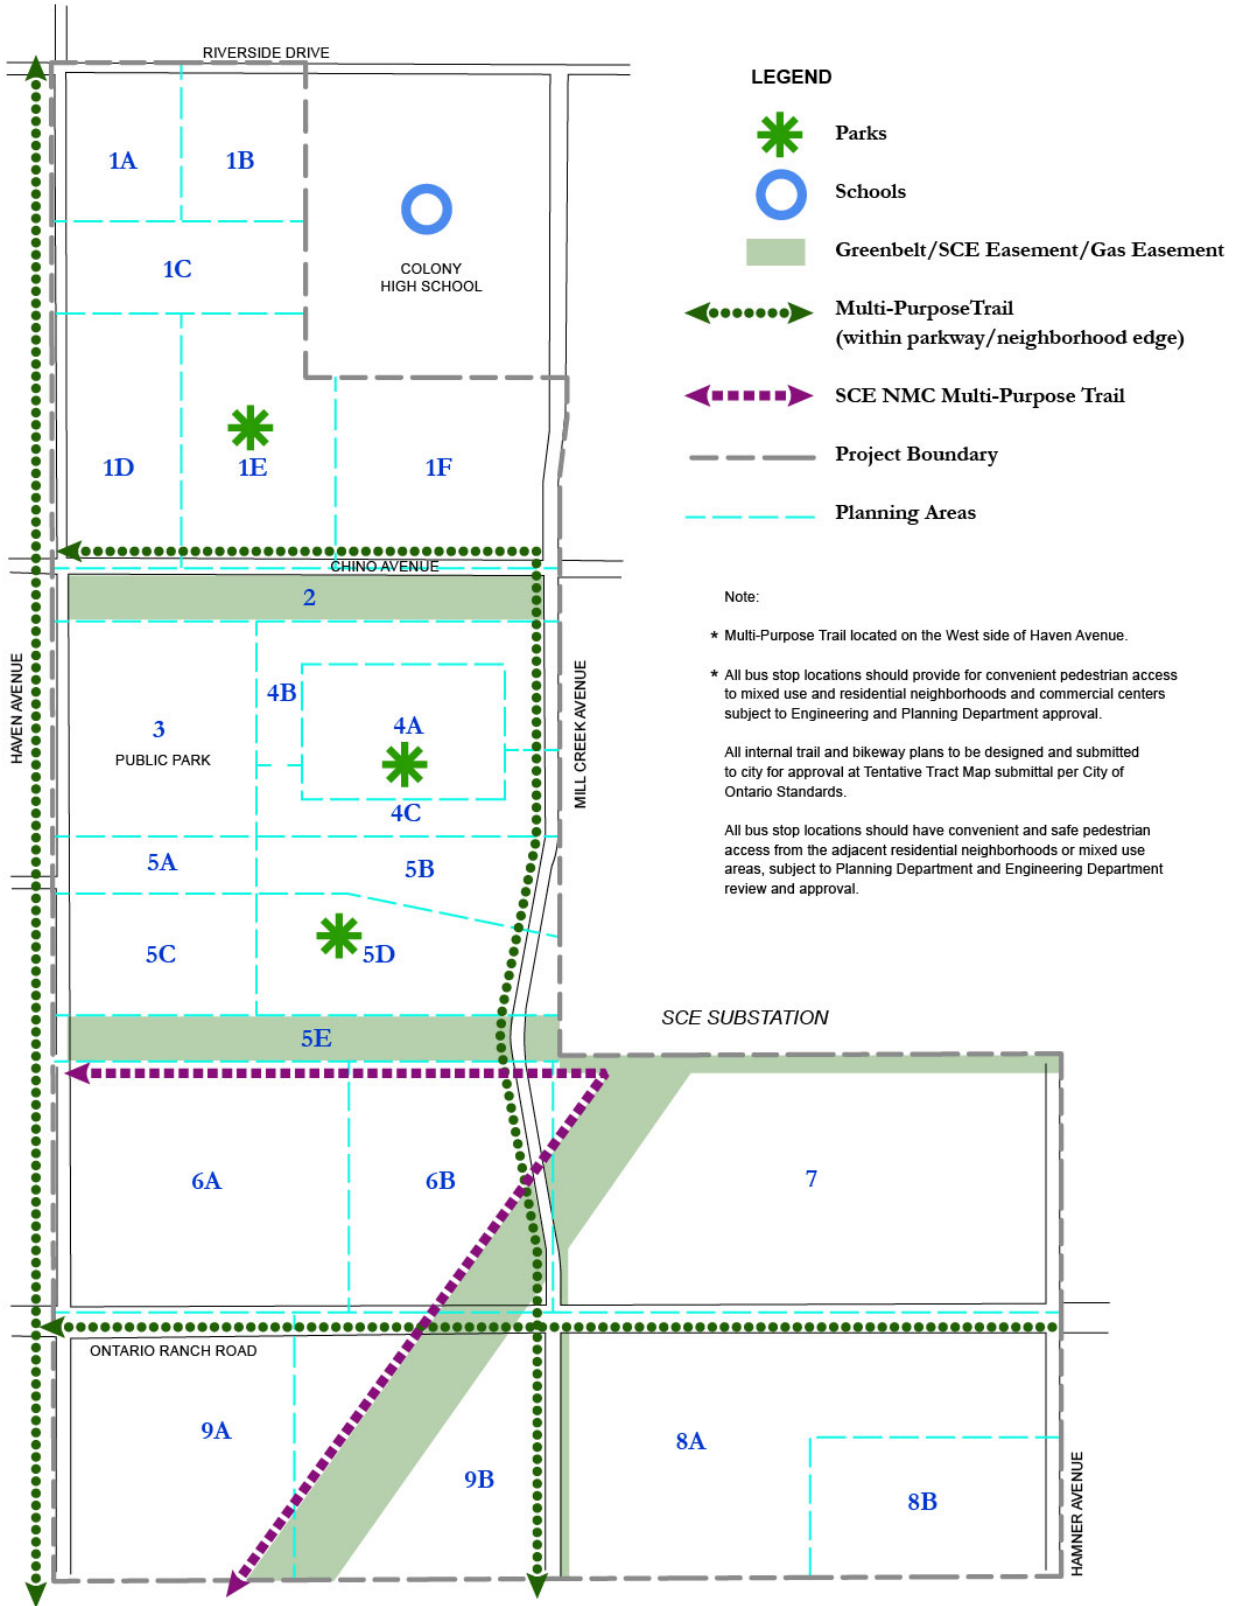 RIVERSIDE DRIVE
1A
1B
1C
COLONY
HIGH SCHOOL
1D
1E
1F
CHINO AVENUE
2
HAVEN AVENUE
3
PUBLIC PARK
4B
4A
4C
MILL CREEK AVENUE
5A
5B
5C
5D
5E
SCE SUBSTATION
6A
6B
7
ONTARIO RANCH ROAD
9A
9B
8A
8B
HAMNER AVENUE
LEGEND
Parks
Schools
Greenbelt/SCE Easement/Gas Easement
Multi-PurposeTrail
(within parkway/neighborhood edge)
SCE NMC Multi-Purpose Trail
Project Boundary
Planning Areas
Note:
* Multi-Purpose Trail located on the West side of Haven Avenue.
* All bus stop locations should provide for convenient pedestrian access
to mixed use and residential neighborhoods and commercial centers
subject to Engineering and Planning Department approval.
All internal trail and bikeway plans to be designed and submitted
to city for approval at Tentative Tract Map submittal per City of
Ontario Standards.
All bus stop locations should have convenient and safe pedestrian
access from the adjacent residential neighborhoods or mixed use
areas, subject to Planning Department and Engineering Department
review and approval.